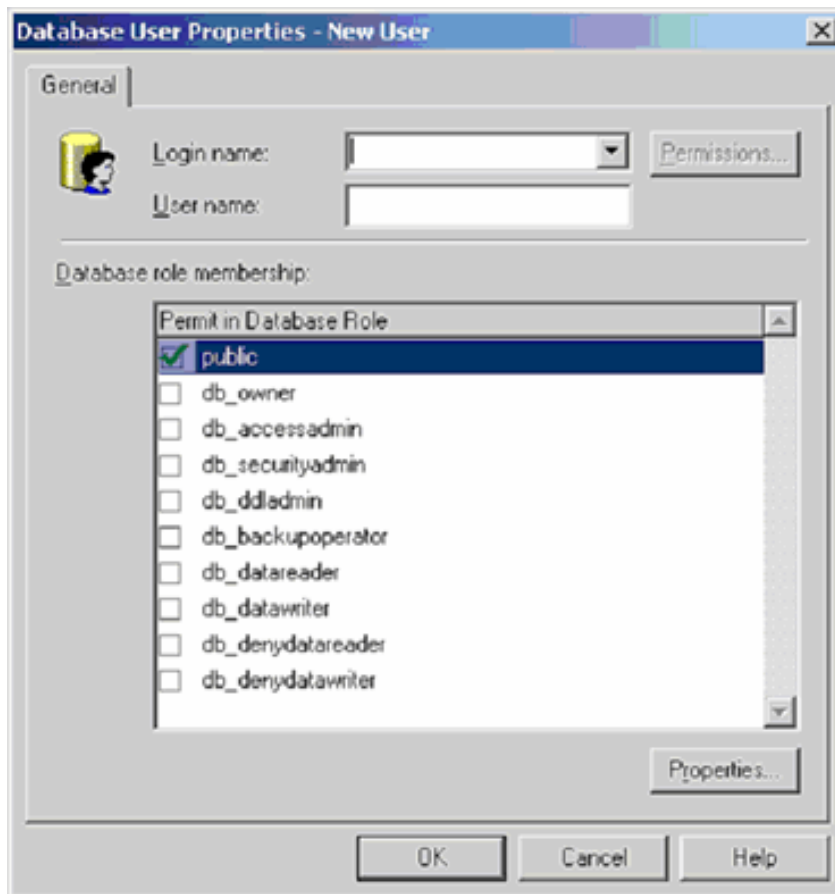 Database User Properties - New User
General
Login name:
Permissions...
User name:
Database role membership:
Permit in Database Role
public
db_owner
db_accessadmin
db_securityadmin
db_ddladmin
db_backupoperator
db_datareader
db_datawriter
db_denydatareader
db_denydatawriter
Properties...
OK Cancel Help